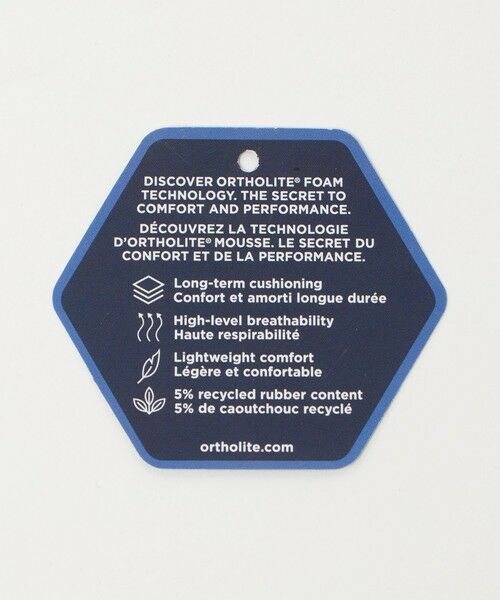 DISCOVER ORTHOLITE® FOAM
TECHNOLOGY. THE SECRET TO
COMFORT AND PERFORMANCE.
DÉCOUVREZ LA TECHNOLOGIE
D'ORTHOLITE® MOUSSE. LE SECRET DU
CONFORT ET DE LA PERFORMANCE.
Long-term cushioning
Confort et amorti longue durée
High-level breathability
Haute respirabilité
Lightweight comfort
Légère et confortable
5% recycled rubber content
5% de caoutchouc recyclé
ortholite.com